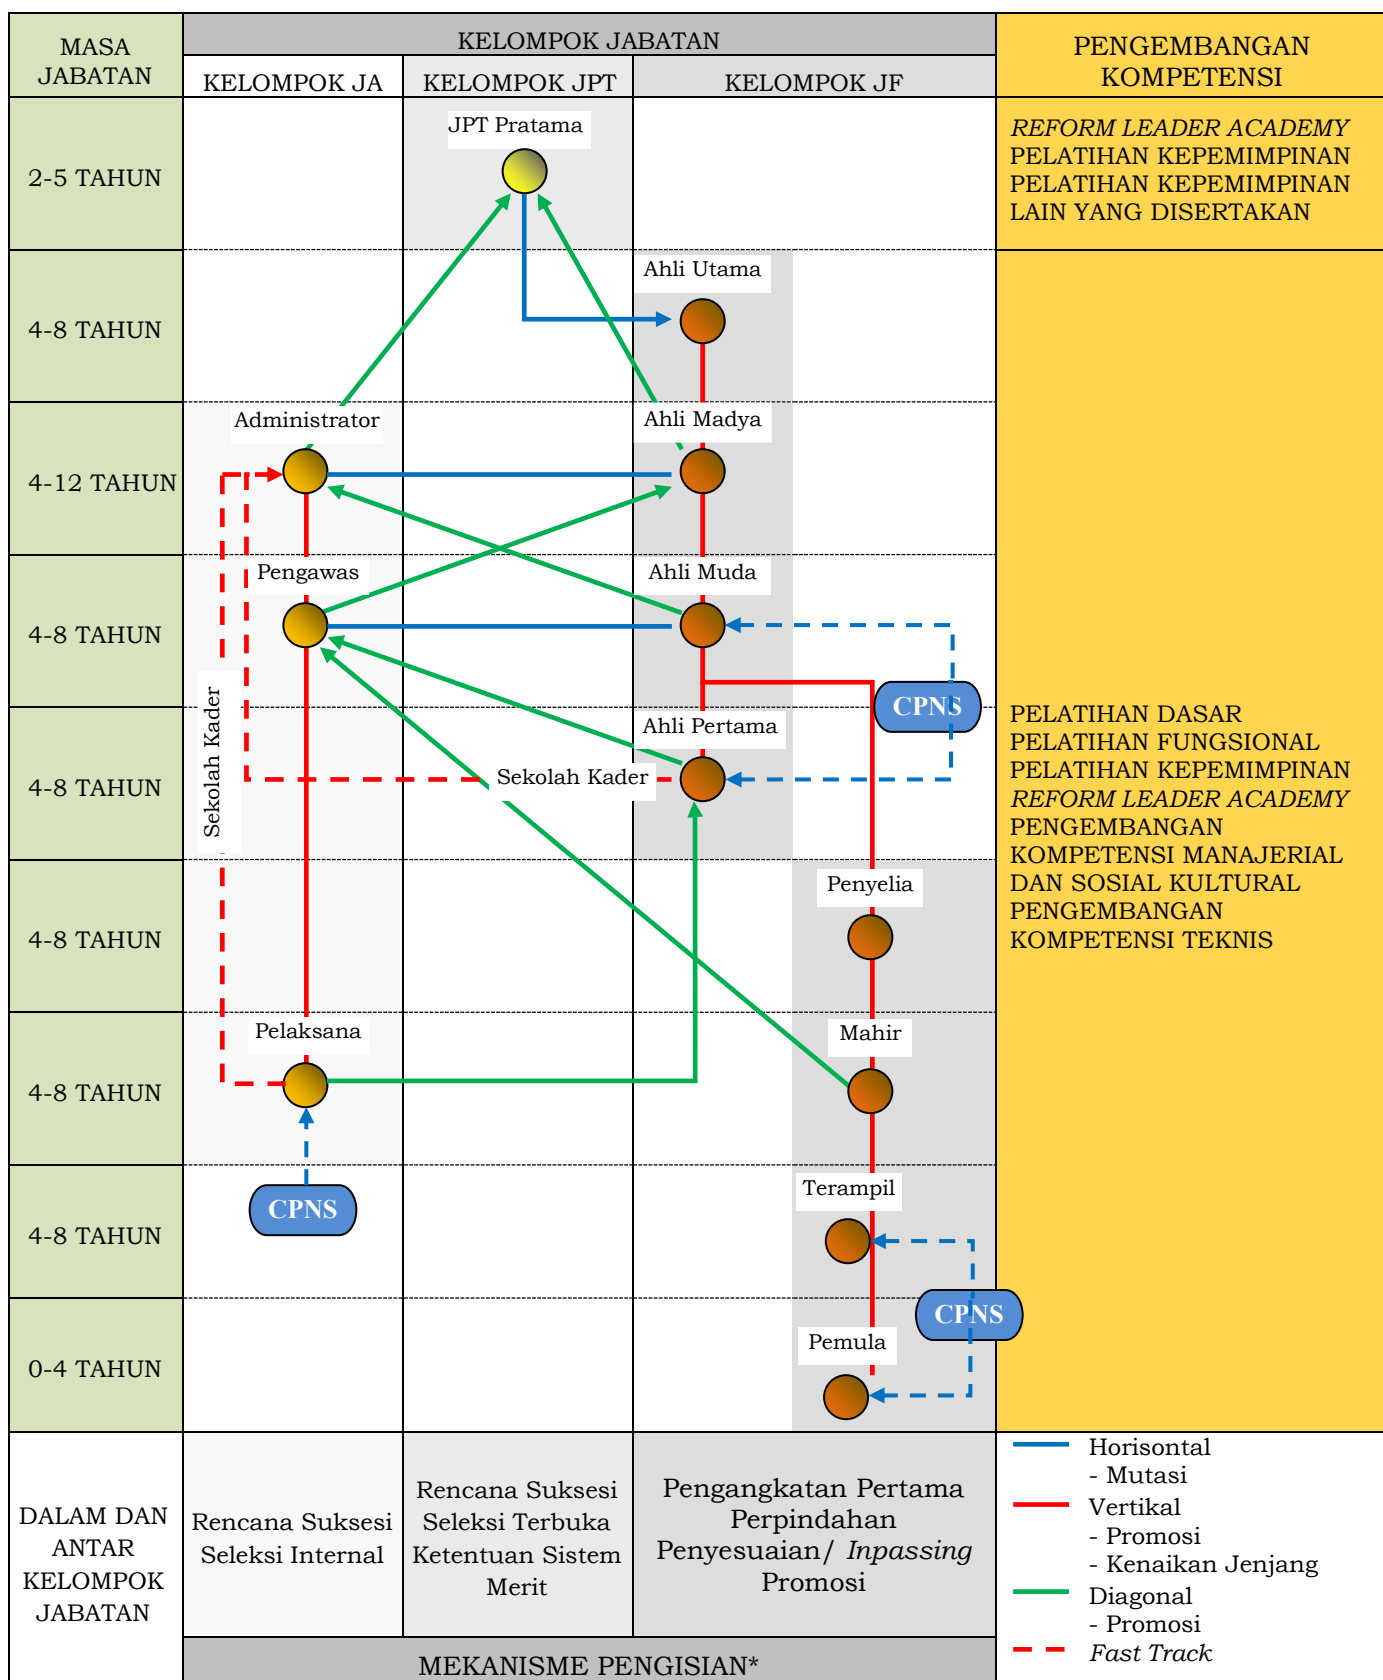 MASA
JABATAN
KELOMPOK JABATAN
PENGEMBANGAN
KOMPETENSI
KELOMPOK JA
KELOMPOK JPT
KELOMPOK JF
2-5 TAHUN
JPT Pratama
REFORM LEADER ACADEMY
PELATIHAN KEPEMIMPINAN
PELATIHAN KEPEMIMPINAN
LAIN YANG DISERTAKAN
4-8 TAHUN
Ahli Utama
4-12 TAHUN
Administrator
Ahli Madya
4-8 TAHUN
Pengawas
Ahli Muda
CPNS
Sekolah Kader
4-8 TAHUN
Ahli Pertama
Sekolah Kader
PELATIHAN DASAR
PELATIHAN FUNGSIONAL
PELATIHAN KEPEMIMPINAN
REFORM LEADER ACADEMY
PENGEMBANGAN
KOMPETENSI MANAJERIAL
DAN SOSIAL KULTURAL
PENGEMBANGAN
KOMPETENSI TEKNIS
4-8 TAHUN
Penyelia
4-8 TAHUN
Pelaksana
Mahir
4-8 TAHUN
CPNS
Terampil
CPNS
0-4 TAHUN
Pemula
DALAM DAN
ANTAR
KELOMPOK
JABATAN
Rencana Suksesi
Seleksi Internal
Rencana Suksesi
Seleksi Terbuka
Ketentuan Sistem
Merit
Pengangkatan Pertama
Perpindahan
Penyesuaian/ Inpassing
Promosi
MEKANISME PENGISIAN*
Horisontal
- Mutasi
Vertikal
- Promosi
- Kenaikan Jenjang
Diagonal
- Promosi
Fast Track